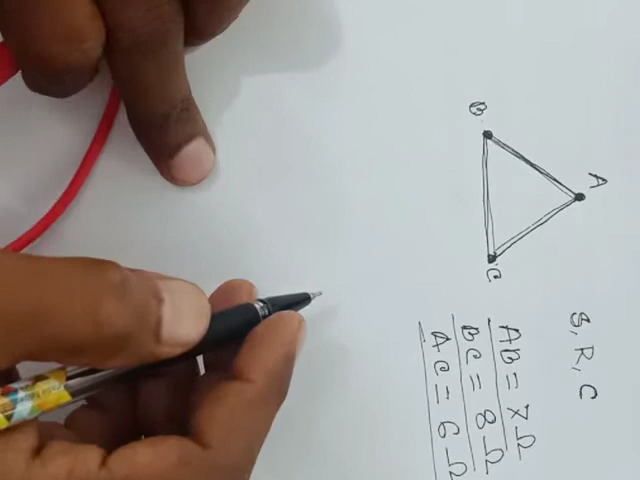 A
B
C
S, R, C
AB = 7 Ω
BC = 8 Ω
AC = 6 Ω